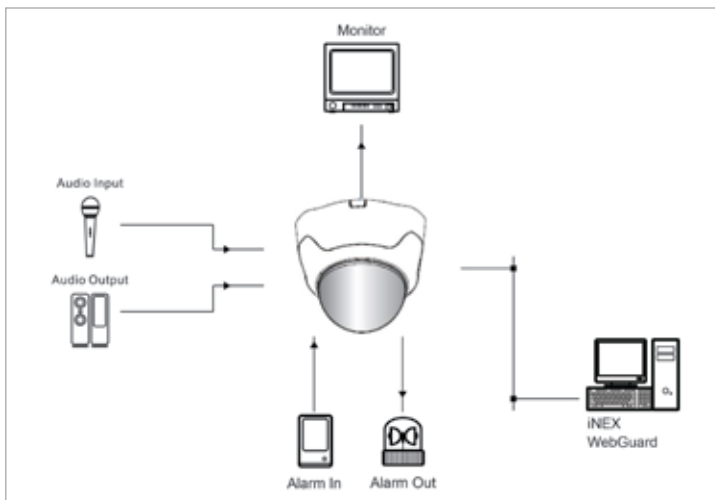 Monitor
Audio Input
Audio Output
Alarm In
Alarm Out
iNEX
WebGuard